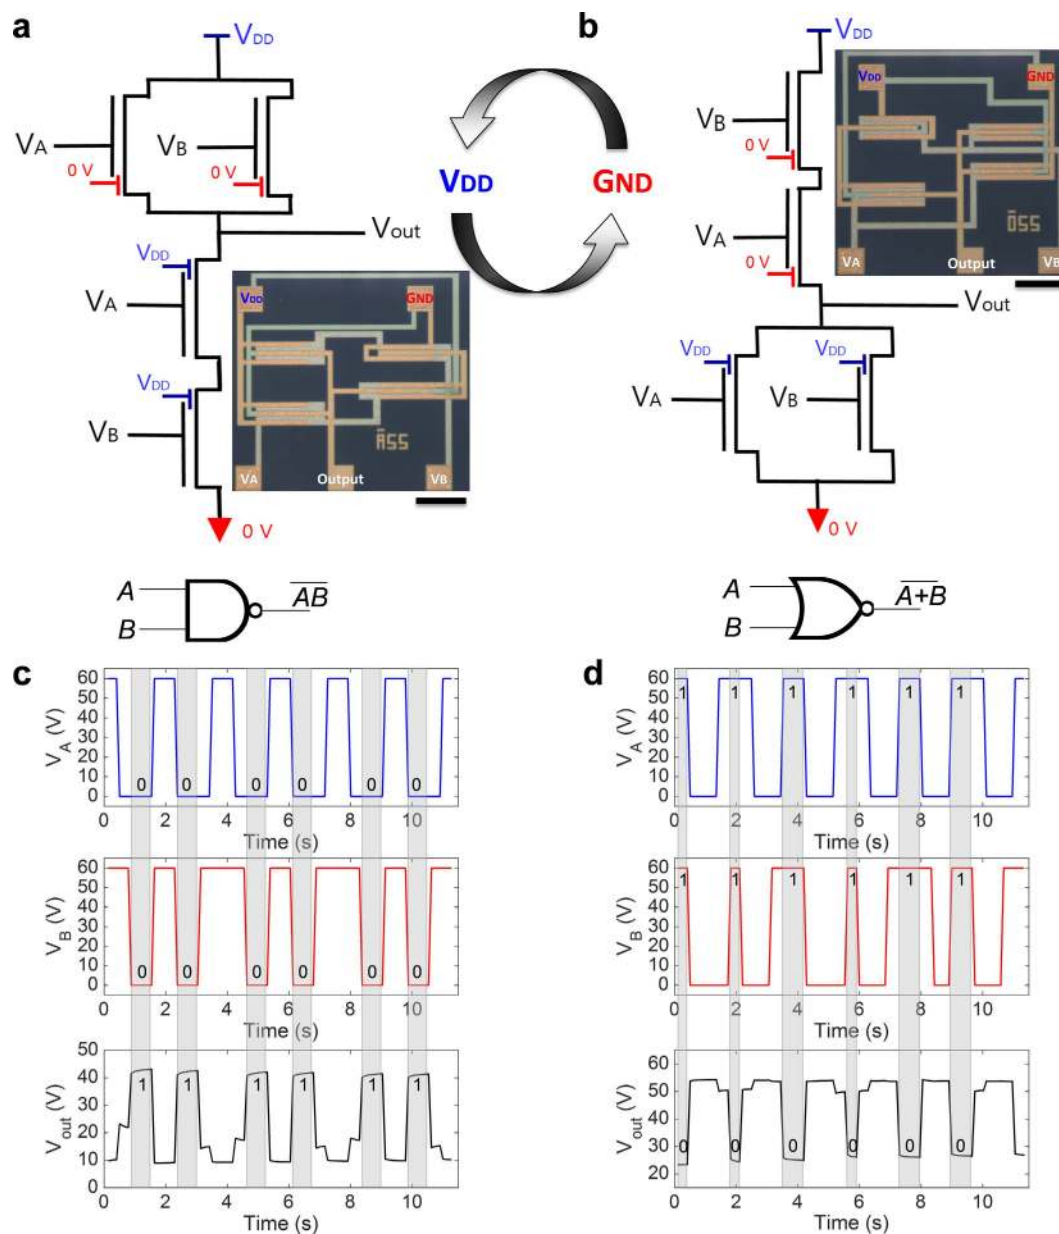 a
VDD
VA
0 V
VB
0 V
Vout
VDD
VA
VDD
VB
0 V
VDD
GND
A̅SS
VA
Output
VB
VDD
GND
b
VDD
VB
0 V
VA
0 V
Vout
VDD
VA
VDD
VB
0 V
VDD
GND
O̅SS
VA
Output
VB
A
B
A̅B̅
A
B
A̅+̅B̅
c
VA (V)
60
50
40
30
20
10
0
0 0 0 0 0 0
0 2 4 6 8 10
Time (s)
VB (V)
60
50
40
30
20
10
0
0 0 0 0 0 0
0 2 4 6 8 10
Time (s)
Vout (V)
50
40
30
20
10
0
1 1 1 1 1 1
0 2 4 6 8 10
Time (s)
d
VA (V)
60
50
40
30
20
10
0
1 1 1 1 1 1
0 2 4 6 8 10
Time (s)
VB (V)
60
50
40
30
20
10
0
1 1 1 1 1 1
0 2 4 6 8 10
Time (s)
Vout (V)
60
50
40
30
20
0 0 0 0 0 0
0 2 4 6 8 10
Time (s)